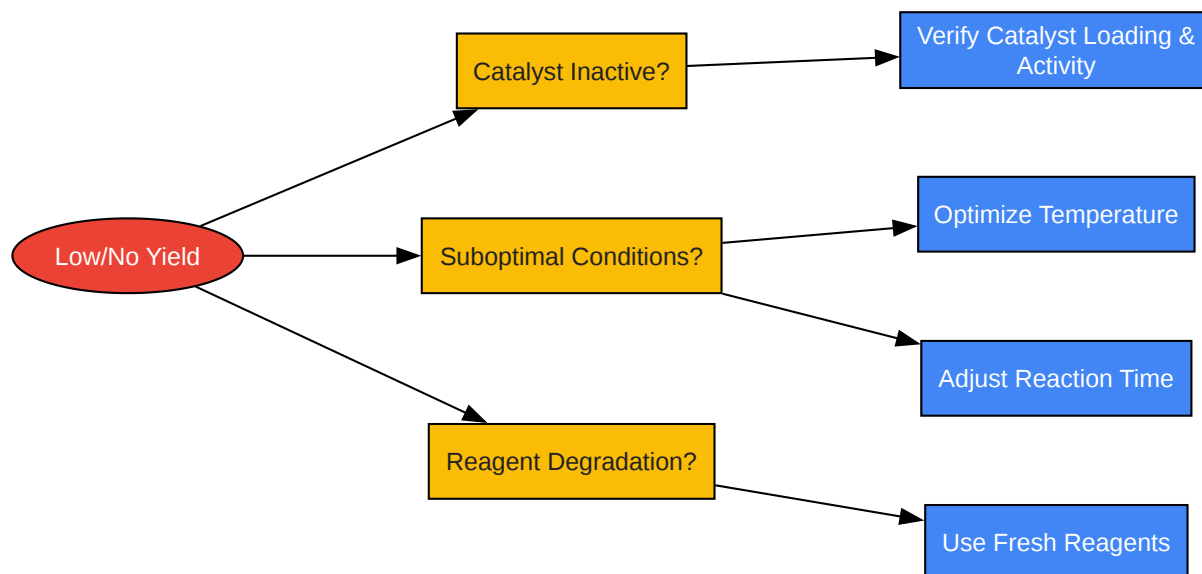 Low/No Yield
Catalyst Inactive?
Suboptimal Conditions?
Reagent Degradation?
Verify Catalyst Loading &
Activity
Optimize Temperature
Adjust Reaction Time
Use Fresh Reagents